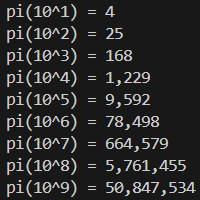 pi(10^1) = 4
pi(10^2) = 25
pi(10^3) = 168
pi(10^4) = 1,229
pi(10^5) = 9,592
pi(10^6) = 78,498
pi(10^7) = 664,579
pi(10^8) = 5,761,455
pi(10^9) = 50,847,534